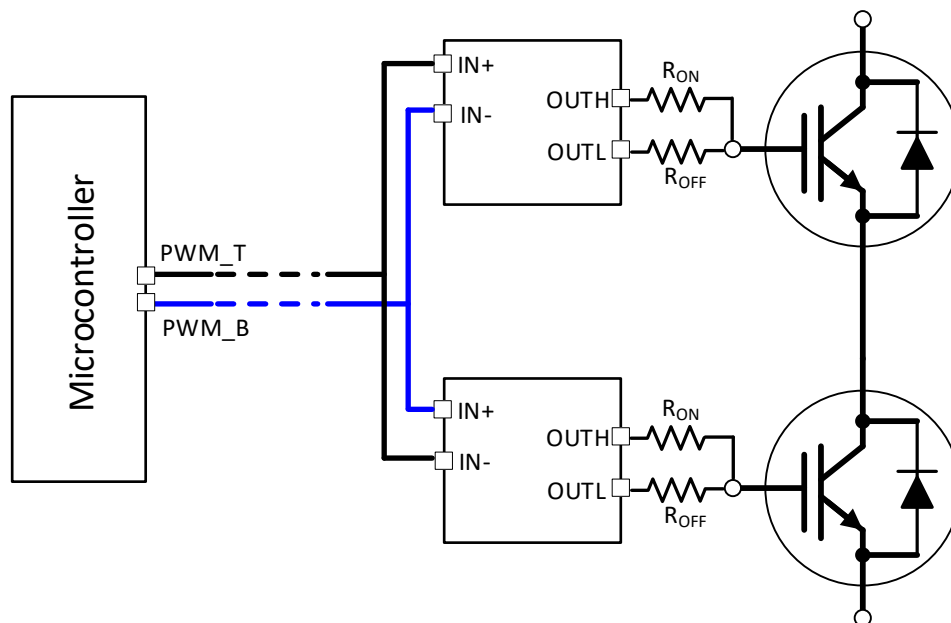 Microcontroller
PWM_T
PWM_B
IN+
IN-
OUTH
OUTL
RON
ROFF
IN+
IN-
OUTH
OUTL
RON
ROFF